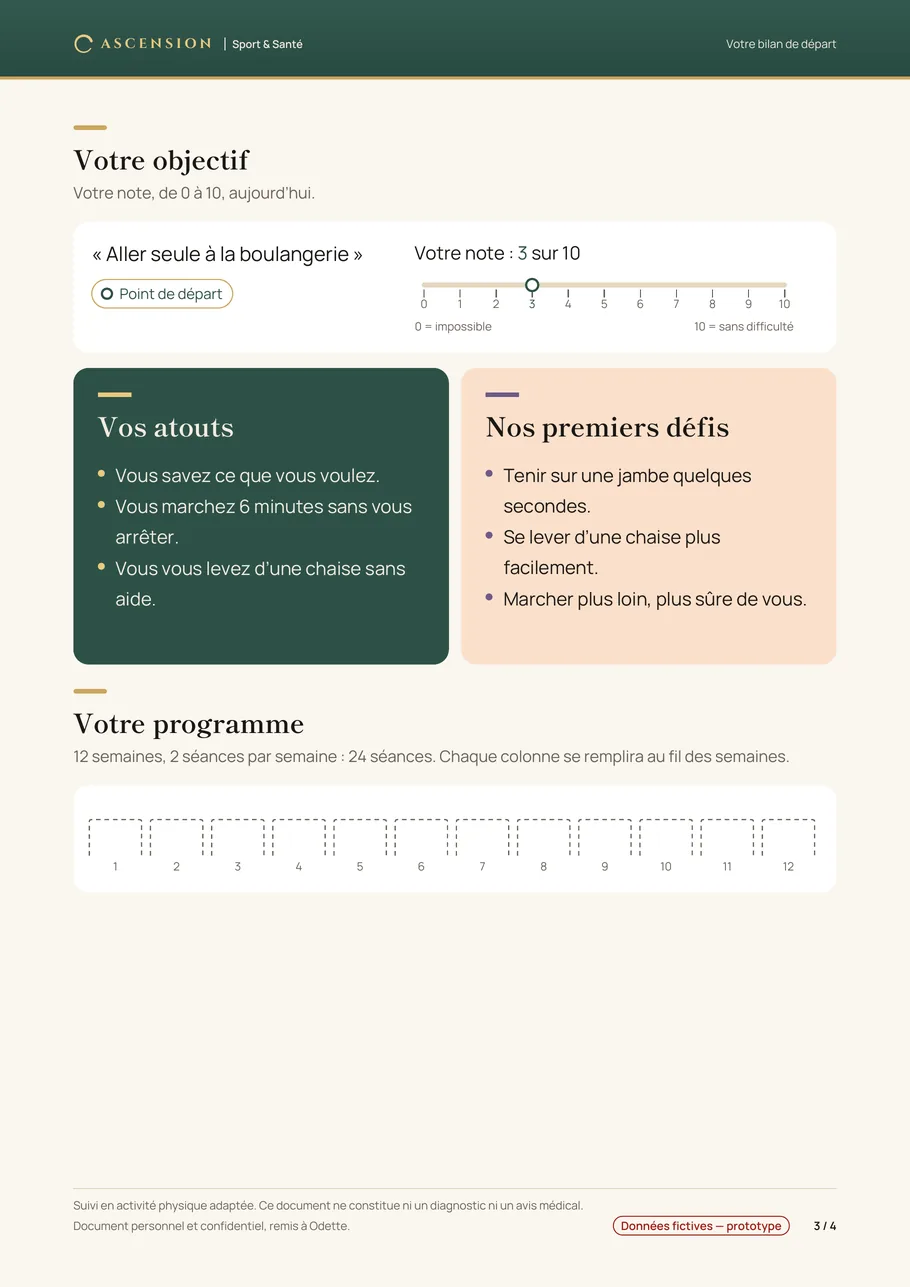 ASCENSION | Sport & Santé
Votre bilan de départ
Votre objectif
Votre note, de 0 à 10, aujourd’hui.
« Aller seule à la boulangerie »
Point de départ
Votre note : 3 sur 10
0 1 2 3 4 5 6 7 8 9 10
0 = impossible
10 = sans difficulté
Vos atouts
• Vous savez ce que vous voulez.
• Vous marchez 6 minutes sans vous
arrêter.
• Vous vous levez d’une chaise sans
aide.
Nos premiers défis
• Tenir sur une jambe quelques
secondes.
• Se lever d’une chaise plus
facilement.
• Marcher plus loin, plus sûre de vous.
Votre programme
12 semaines, 2 séances par semaine : 24 séances. Chaque colonne se remplira au fil des semaines.
1 2 3 4 5 6 7 8 9 10 11 12
Suivi en activité physique adaptée. Ce document ne constitue ni un diagnostic ni un avis médical.
Document personnel et confidentiel, remis à Odette.
Données fictives — prototype
3 / 4